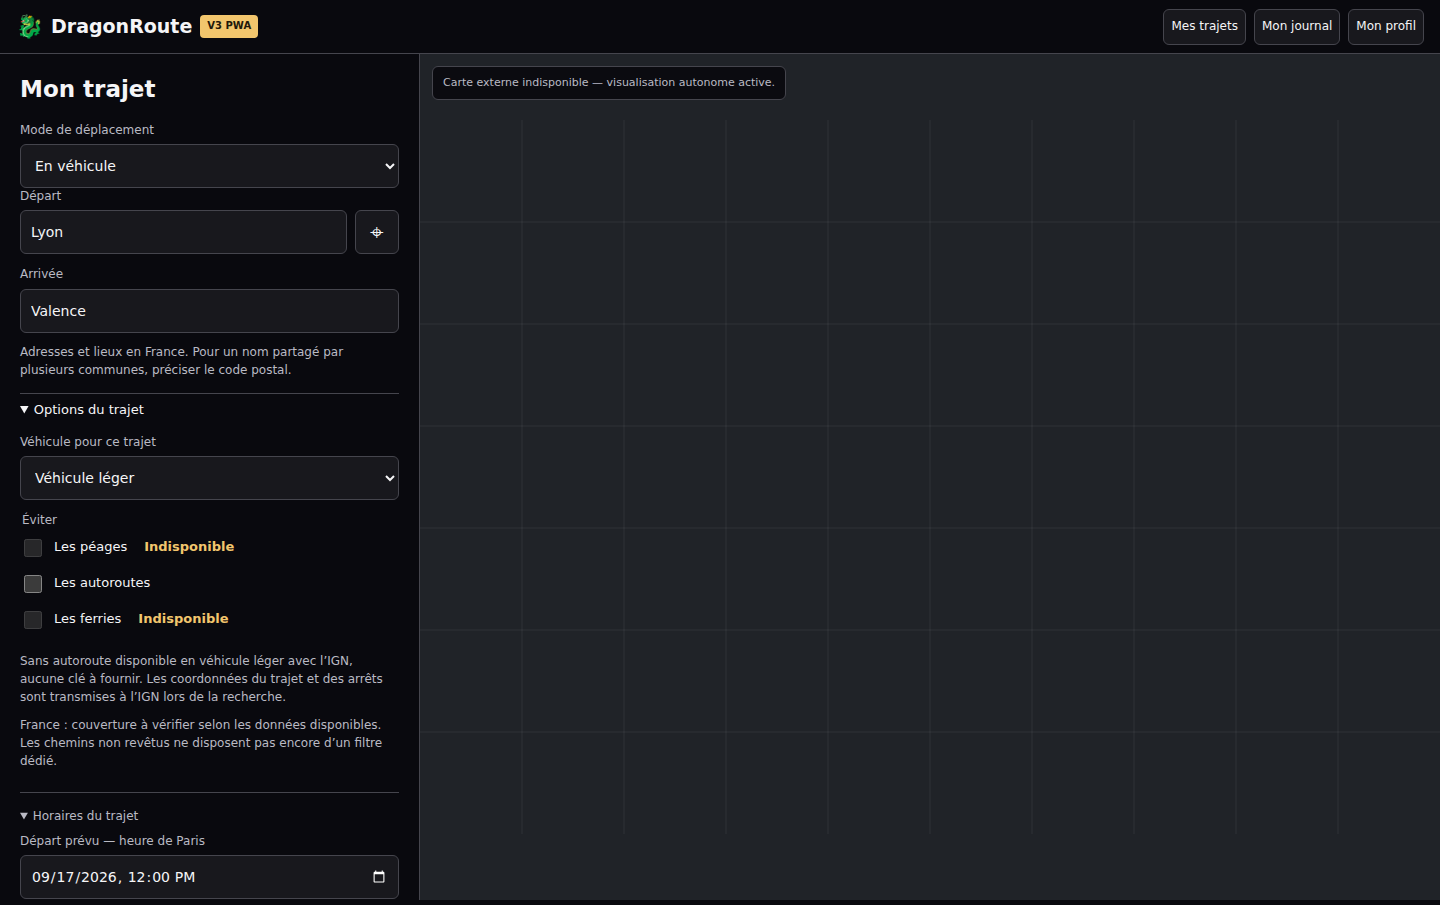 DragonRoute V3 PWA
Mes trajets Mon journal Mon profil
Mon trajet
Mode de déplacement
En véhicule
Départ
Lyon
Arrivée
Valence
Adresses et lieux en France. Pour un nom partagé par
plusieurs communes, préciser le code postal.
Options du trajet
Véhicule pour ce trajet
Véhicule léger
Éviter
Les péages Indisponible
Les autoroutes
Les ferries Indisponible
Sans autoroute disponible en véhicule léger avec l’IGN,
aucune clé à fournir. Les coordonnées du trajet et des arrêts
sont transmises à l’IGN lors de la recherche.
France : couverture à vérifier selon les données disponibles.
Les chemins non revêtus ne disposent pas encore d’un filtre
dédié.
Horaires du trajet
Départ prévu — heure de Paris
09/17/2026, 12:00 PM
Carte externe indisponible — visualisation autonome active.